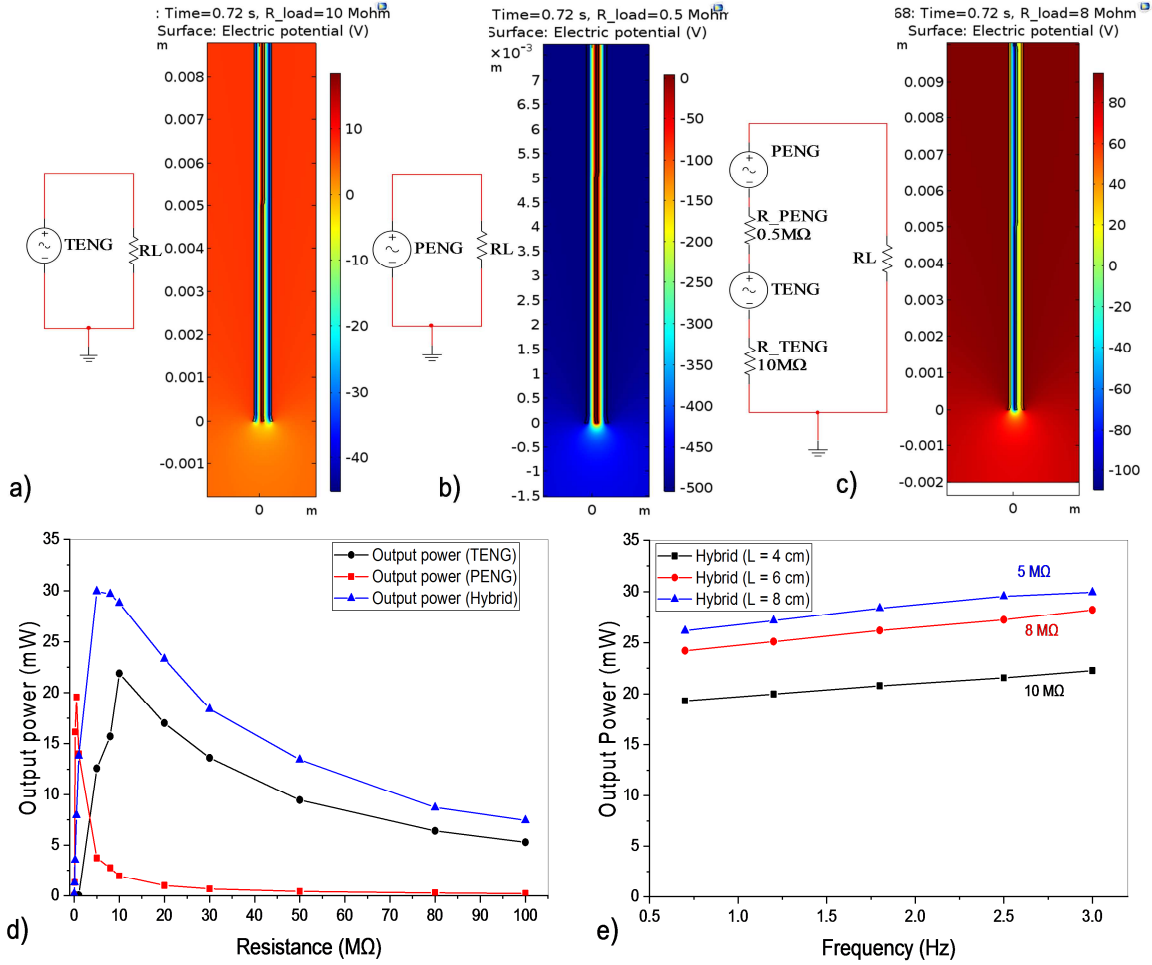 : Time=0.72 s, R_load=10 Mohm
Surface: Electric potential (V)
m
0.008
0.007
0.006
0.005
0.004
0.003
0.002
0.001
0
-0.001
0
m
10
0
-10
-20
-30
-40
TENG
RL
a)
Time=0.72 s, R_load=0.5 Mohm
Surface: Electric potential (V)
×10⁻³
m
7
6.5
6
5.5
5
4.5
4
3.5
3
2.5
2
1.5
1
0.5
0
-0.5
-1
-1.5
0
m
0
-50
-100
-150
-200
-250
-300
-350
-400
-450
-500
PENG
RL
b)
68: Time=0.72 s, R_load=8 Mohm
Surface: Electric potential (V)
m
0.009
0.008
0.007
0.006
0.005
0.004
0.003
0.002
0.001
0
-0.001
-0.002
0
m
80
60
40
20
0
-20
-40
-60
-80
-100
PENG
R_PENG
0.5MΩ
TENG
R_TENG
10MΩ
RL
c)
35
30
25
20
15
10
5
0
Output power (mW)
Output power (TENG)
Output power (PENG)
Output power (Hybrid)
0 10 20 30 40 50 60 70 80 90 100
Resistance (MΩ)
d)
35
30
25
20
15
10
5
0
Output Power (mW)
Hybrid (L = 4 cm)
Hybrid (L = 6 cm)
Hybrid (L = 8 cm)
5 MΩ
8 MΩ
10 MΩ
0.5 1.0 1.5 2.0 2.5 3.0
Frequency (Hz)
e)